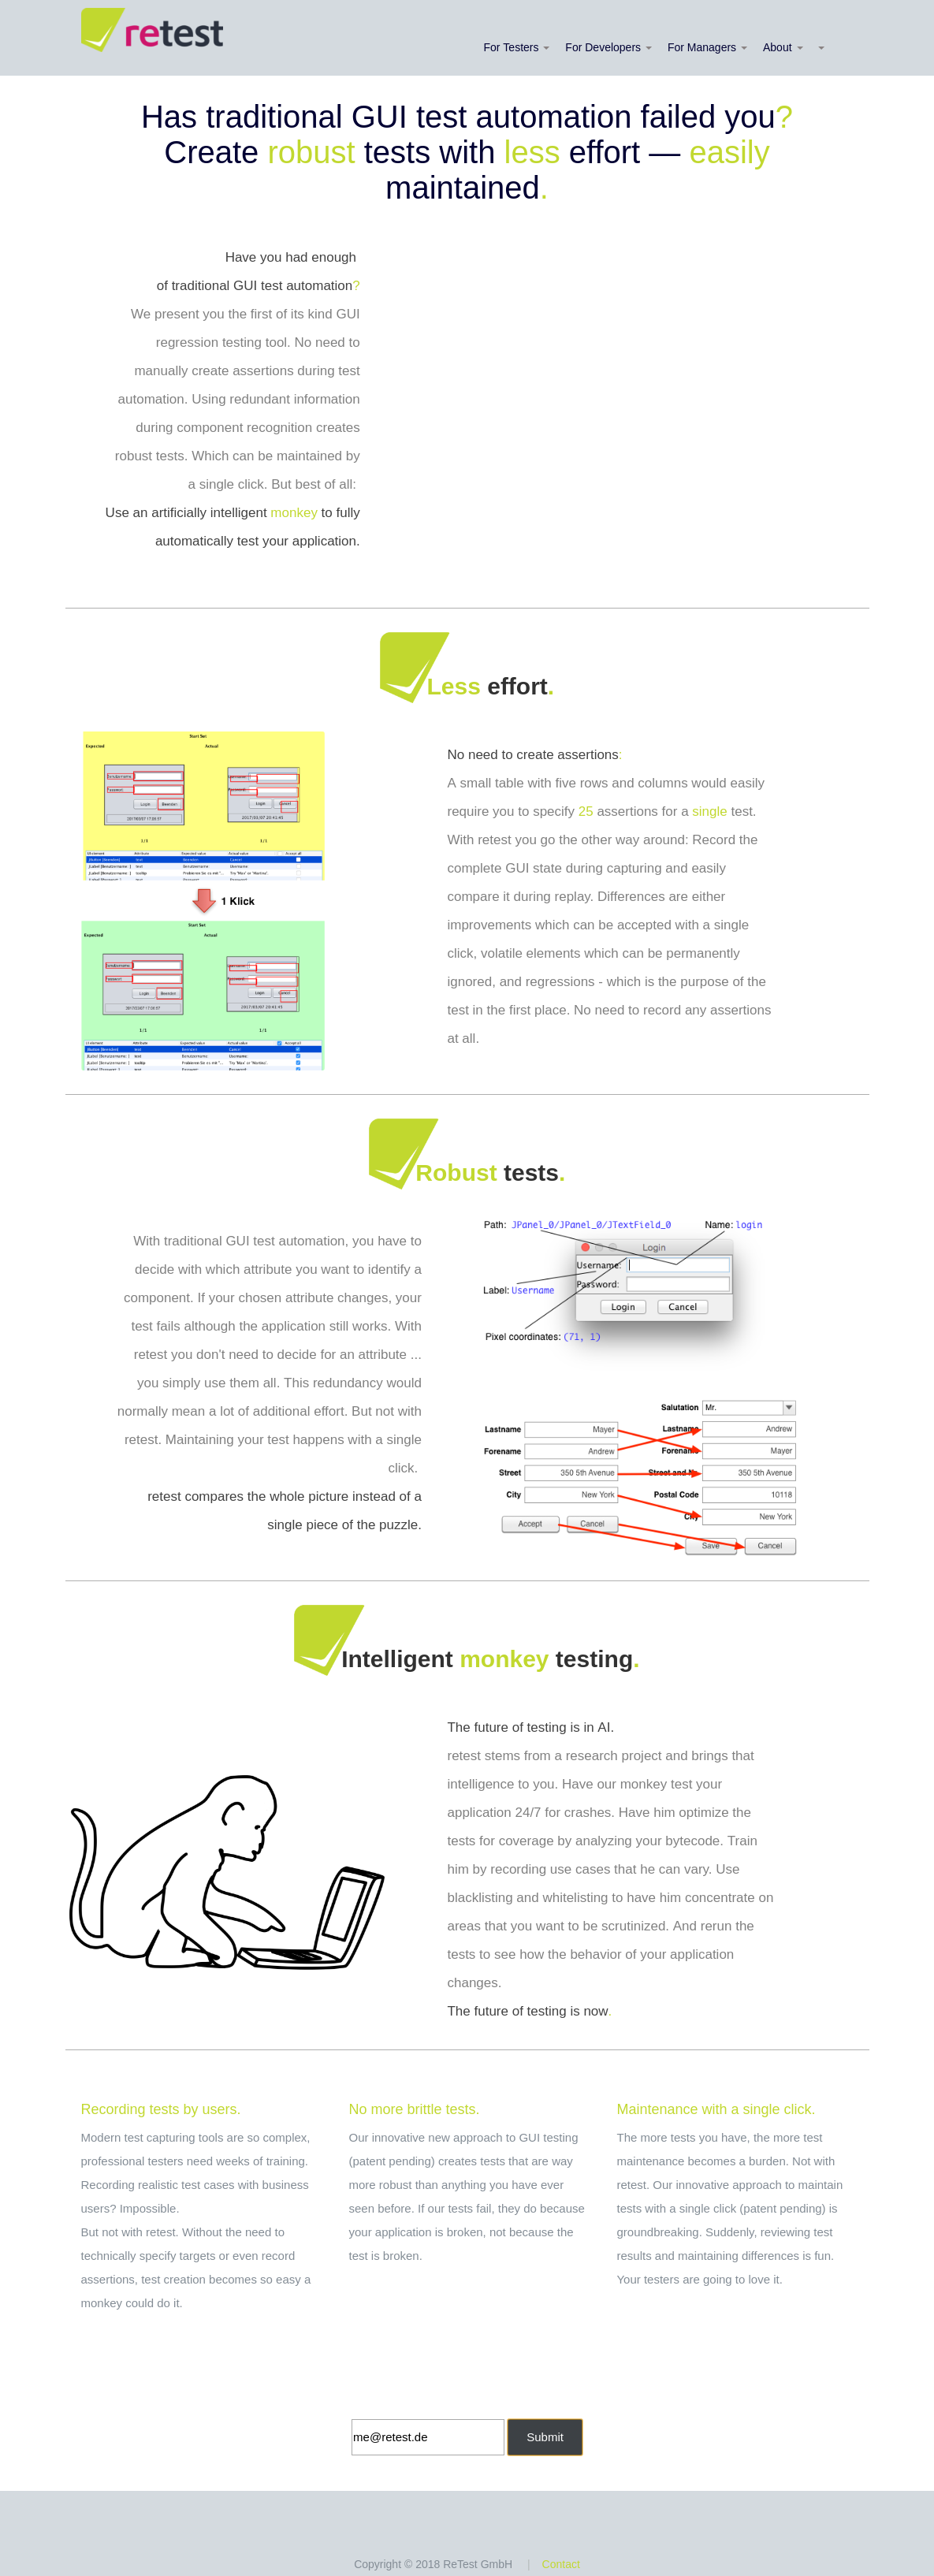 retest
For Testers
For Developers
For Managers
About
Has traditional GUI test automation failed you?
Create robust tests with less effort — easily
maintained.
Have you had enough
of traditional GUI test automation?
We present you the first of its kind GUI
regression testing tool. No need to
manually create assertions during test
automation. Using redundant information
during component recognition creates
robust tests. Which can be maintained by
a single click. But best of all:
Use an artificially intelligent monkey to fully
automatically test your application.
Less effort.
Start Set
Expected Actual
Login
Login Cancel
1/1
1 Klick
Start Set
Expected Actual
Login
Login Cancel
1/1 1/1
No need to create assertions:
A small table with five rows and columns would easily
require you to specify 25 assertions for a single test.
With retest you go the other way around: Record the
complete GUI state during capturing and easily
compare it during replay. Differences are either
improvements which can be accepted with a single
click, volatile elements which can be permanently
ignored, and regressions - which is the purpose of the
test in the first place. No need to record any assertions
at all.
Robust tests.
With traditional GUI test automation, you have to
decide with which attribute you want to identify a
component. If your chosen attribute changes, your
test fails although the application still works. With
retest you don't need to decide for an attribute ...
you simply use them all. This redundancy would
normally mean a lot of additional effort. But not with
retest. Maintaining your test happens with a single
click.
retest compares the whole picture instead of a
single piece of the puzzle.
Path: JPanel_0/JPanel_0/JTextField_0 Name: login
Login
Username:
Password:
Label: Username
Login Cancel
Pixel coordinates: (71, 1)
Salutation Mr.
Lastname Mayer Lastname Andrew
Forename Andrew Forename Mayer
Street 350 5th Avenue Street and No. 350 5th Avenue
City New York Postal Code 10118
City New York
Accept Cancel
Save Cancel
Intelligent monkey testing.
The future of testing is in AI.
retest stems from a research project and brings that
intelligence to you. Have our monkey test your
application 24/7 for crashes. Have him optimize the
tests for coverage by analyzing your bytecode. Train
him by recording use cases that he can vary. Use
blacklisting and whitelisting to have him concentrate on
areas that you want to be scrutinized. And rerun the
tests to see how the behavior of your application
changes.
The future of testing is now.
Recording tests by users.
Modern test capturing tools are so complex,
professional testers need weeks of training.
Recording realistic test cases with business
users? Impossible.
But not with retest. Without the need to
technically specify targets or even record
assertions, test creation becomes so easy a
monkey could do it.
No more brittle tests.
Our innovative new approach to GUI testing
(patent pending) creates tests that are way
more robust than anything you have ever
seen before. If our tests fail, they do because
your application is broken, not because the
test is broken.
Maintenance with a single click.
The more tests you have, the more test
maintenance becomes a burden. Not with
retest. Our innovative approach to maintain
tests with a single click (patent pending) is
groundbreaking. Suddenly, reviewing test
results and maintaining differences is fun.
Your testers are going to love it.
me@retest.de
Submit
Copyright © 2018 ReTest GmbH | Contact